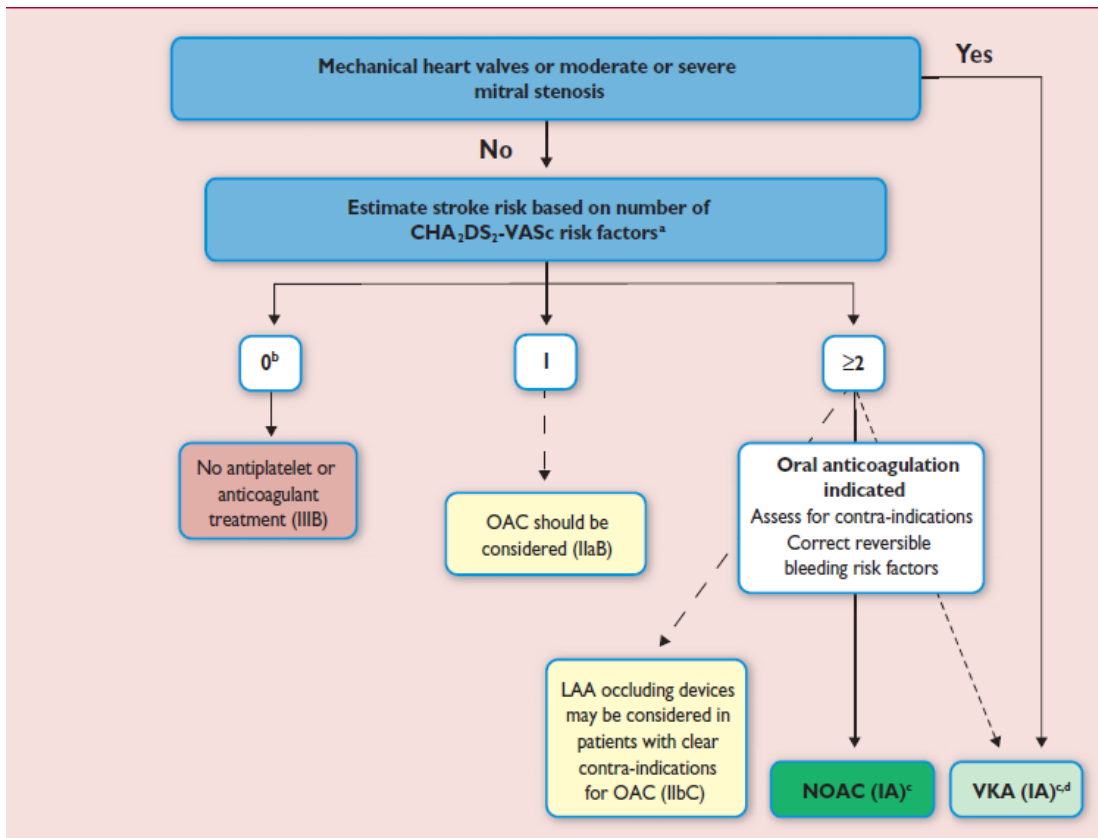 Mechanical heart valves or moderate or severe
mitral stenosis
Yes
No
Estimate stroke risk based on number of
CHA₂DS₂-VASc risk factorsᵃ
0ᵇ
1
≥2
No antiplatelet or
anticoagulant
treatment (IIIB)
OAC should be
considered (IIaB)
Oral anticoagulation
indicated
Assess for contra-indications
Correct reversible
bleeding risk factors
LAA occluding devices
may be considered in
patients with clear
contra-indications
for OAC (IIbC)
NOAC (IA)ᶜ
VKA (IA)ᶜ,ᵈ